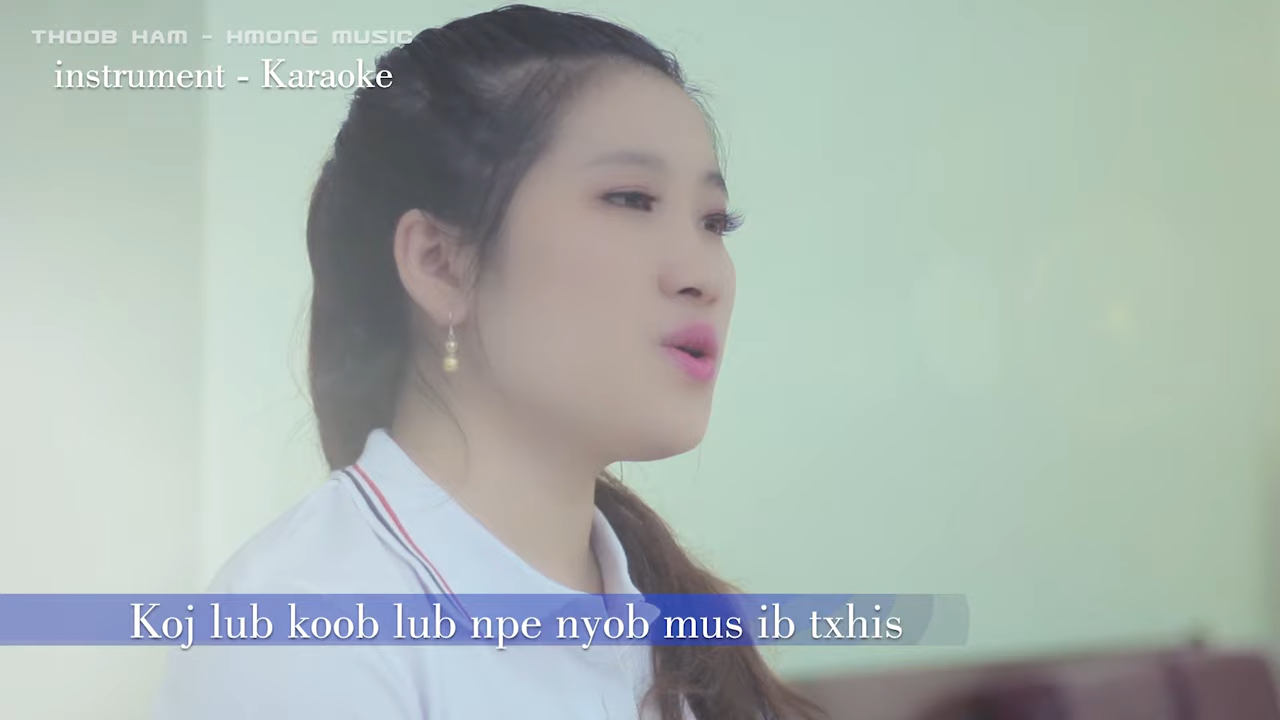 THOOB HAM - HMONG MUSIC
instrument - Karaoke
Koj lub koob lub npe nyob mus ib txhis